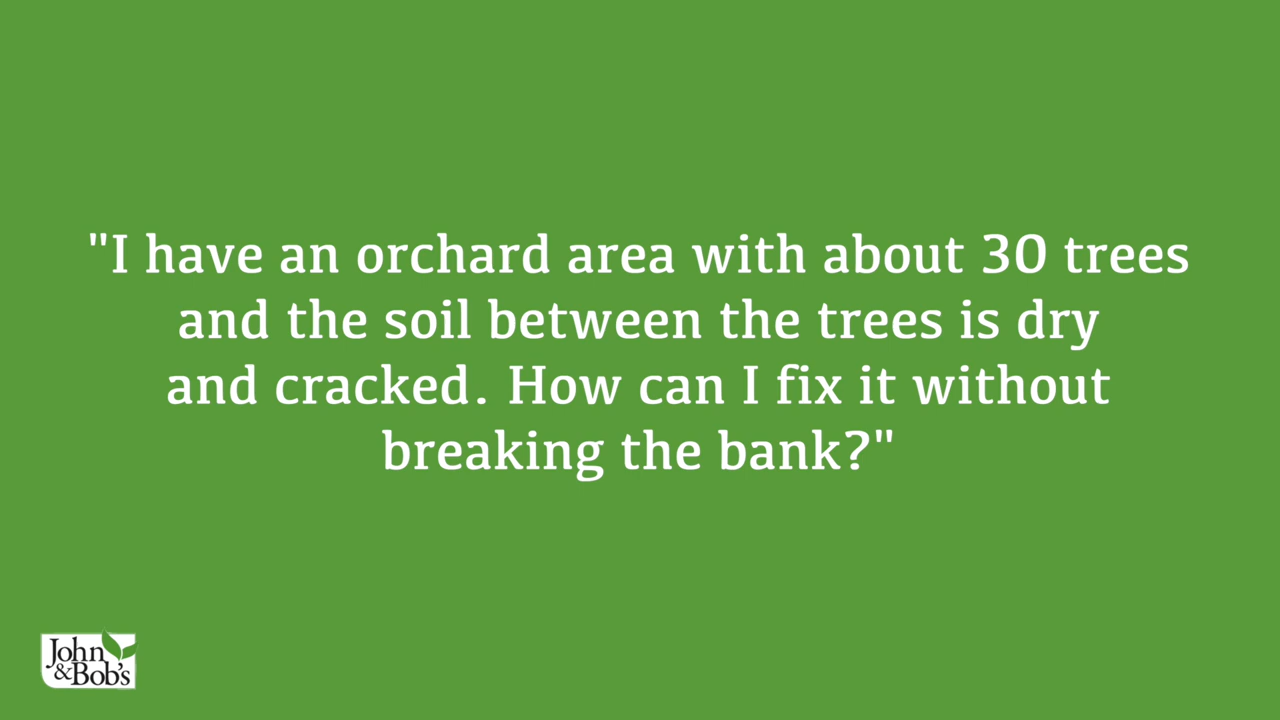 "I have an orchard area with about 30 trees
and the soil between the trees is dry
and cracked. How can I fix it without
breaking the bank?"
John
&Bob's